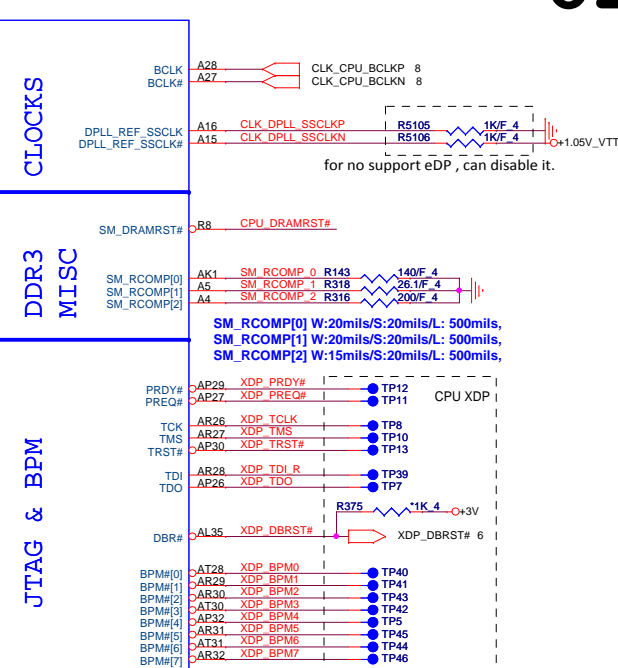 CLOCKS
BCLK A28 CLK_CPU_BCLKP 8
BCLK# A27 CLK_CPU_BCLKN 8
DPLL_REF_SSCLK A16 CLK_DPLL_SSCLKP R5105 1K/F_4
DPLL_REF_SSCLK# A15 CLK_DPLL_SSCLKN R5106 1K/F_4 +1.05V_VTT
for no support eDP , can disable it.
DDR3
MISC
SM_DRAMRST# R8 CPU_DRAMRST#
SM_RCOMP[0] AK1 SM_RCOMP_0 R143 140/F_4
SM_RCOMP[1] A5 SM_RCOMP_1 R318 26.1/F_4
SM_RCOMP[2] A4 SM_RCOMP_2 R316 200/F_4
SM_RCOMP[0] W:20mils/S:20mils/L: 500mils,
SM_RCOMP[1] W:20mils/S:20mils/L: 500mils,
SM_RCOMP[2] W:15mils/S:20mils/L: 500mils,
JTAG & BPM
CPU XDP
PRDY# AP29 XDP_PRDY# TP12
PREQ# AP27 XDP_PREQ# TP11
TCK AR26 XDP_TCLK TP8
TMS AR27 XDP_TMS TP10
TRST# AP30 XDP_TRST# TP13
TDI AR28 XDP_TDI_R TP39
TDO AP26 XDP_TDO TP7
R375 *1K_4 +3V
DBR# AL35 XDP_DBRST# XDP_DBRST# 6
BPM#[0] AT28 XDP_BPM0 TP40
BPM#[1] AR29 XDP_BPM1 TP41
BPM#[2] AR30 XDP_BPM2 TP43
BPM#[3] AT30 XDP_BPM3 TP42
BPM#[4] AP32 XDP_BPM4 TP5
BPM#[5] AR31 XDP_BPM5 TP45
BPM#[6] AT31 XDP_BPM6 TP44
BPM#[7] AR32 XDP_BPM7 TP46